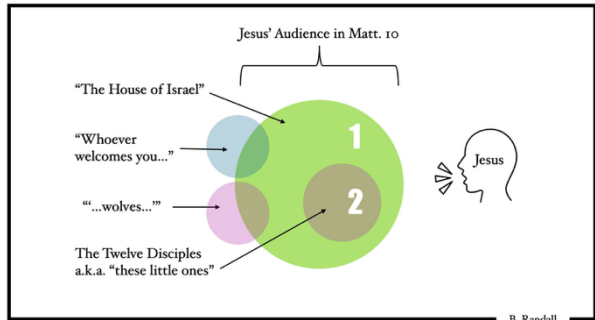 Jesus’ Audience in Matt. 10
“The House of Israel”
“Whoever
welcomes you...”
“‘...wolves...’”
The Twelve Disciples
a.k.a. “these little ones”
1
2
Jesus
B. Randall